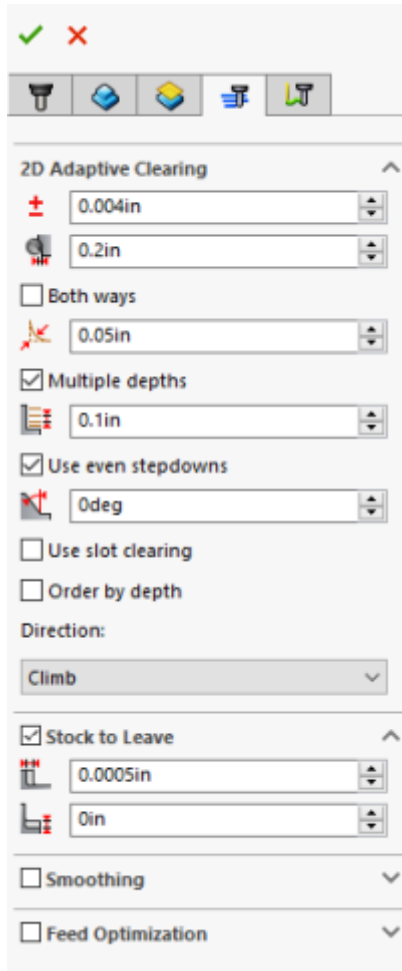 2D Adaptive Clearing
0.004in
0.2in
Both ways
0.05in
Multiple depths
0.1in
Use even stepdowns
0deg
Use slot clearing
Order by depth
Direction:
Climb
Stock to Leave
0.0005in
0in
Smoothing
Feed Optimization